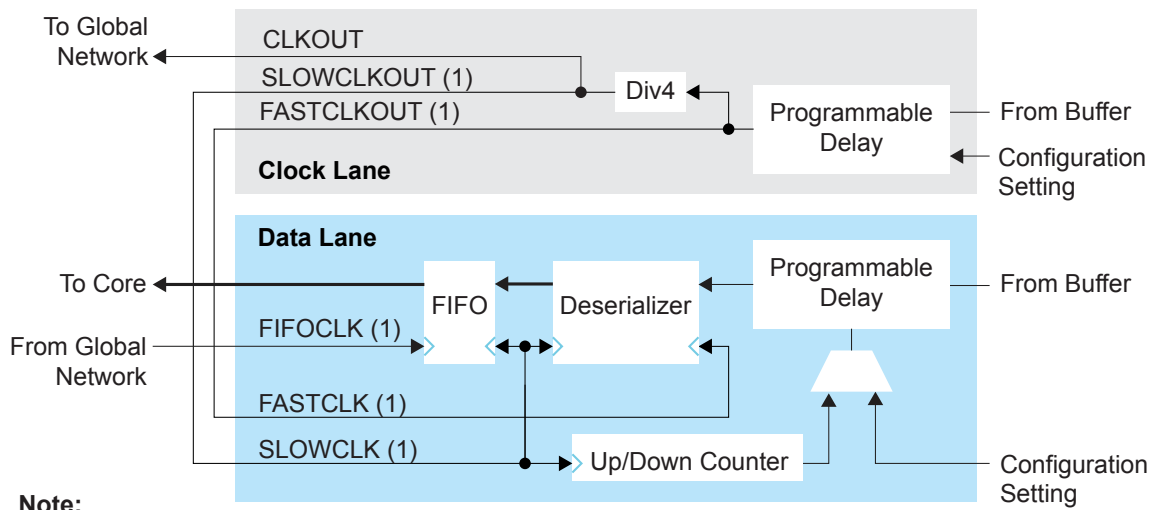 To Global
Network
CLKOUT
SLOWCLKOUT (1)
FASTCLKOUT (1)
Div4
Programmable
Delay
From Buffer
Configuration
Setting
Clock Lane
Data Lane
To Core
FIFO
Deserializer
Programmable
Delay
From Buffer
FIFOCLK (1)
From Global
Network
FASTCLK (1)
SLOWCLK (1)
Up/Down Counter
Configuration
Setting
Note: